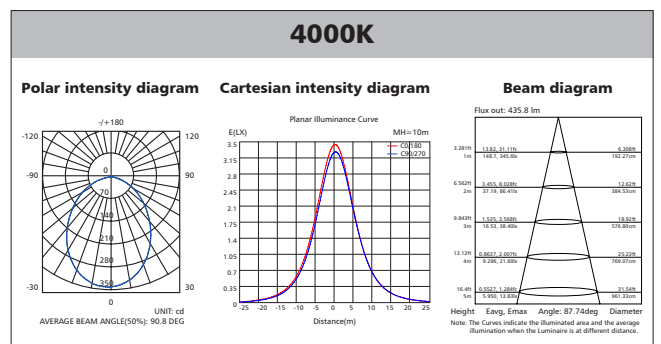 4000K
Polar intensity diagram
Cartesian intensity diagram
Beam diagram
-/+180
-120
120
-90
90
-30
30
0
0
70
140
210
280
350
UNIT: cd
AVERAGE BEAM ANGLE(50%): 90.8 DEG
Planar Illuminance Curve
E(LX)
MH=10m
C0/180
C90/270
3.5
3.15
2.8
2.45
2.1
1.75
1.4
1.05
0.7
0.35
0
-25 -20 -15 -10 -5 0 5 10 15 20 25
Distance(m)
Flux out: 435.8 lm
3.281ft 13.82, 31.11fc 6.308ft
1m 148.7, 345.6lx 192.27cm
6.562ft 3.455, 8.028fc 12.62ft
2m 37.19, 86.41lx 384.53cm
9.843ft 1.535, 3.568fc 18.92ft
3m 16.53, 38.40lx 576.80cm
13.12ft 0.8637, 2.007fc 25.23ft
4m 9.296, 21.60lx 769.07cm
16.4ft 0.5527, 1.284fc 31.54ft
5m 5.950, 13.83lx 961.33cm
Height Eavg, Emax Angle: 87.74deg Diameter
Note: The Curves indicate the illuminated area and the average
illumination when the Luminaire is at different distance.